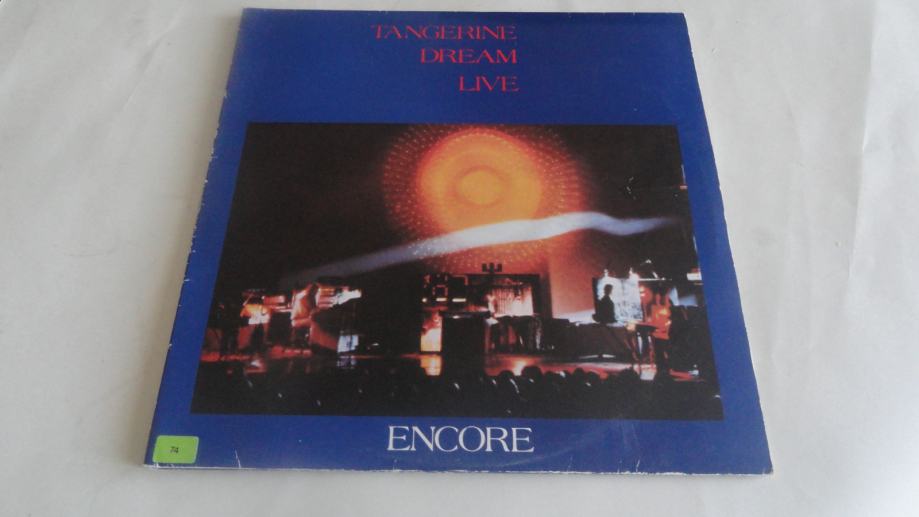 TANGERINE
DREAM
LIVE
ENCORE
74